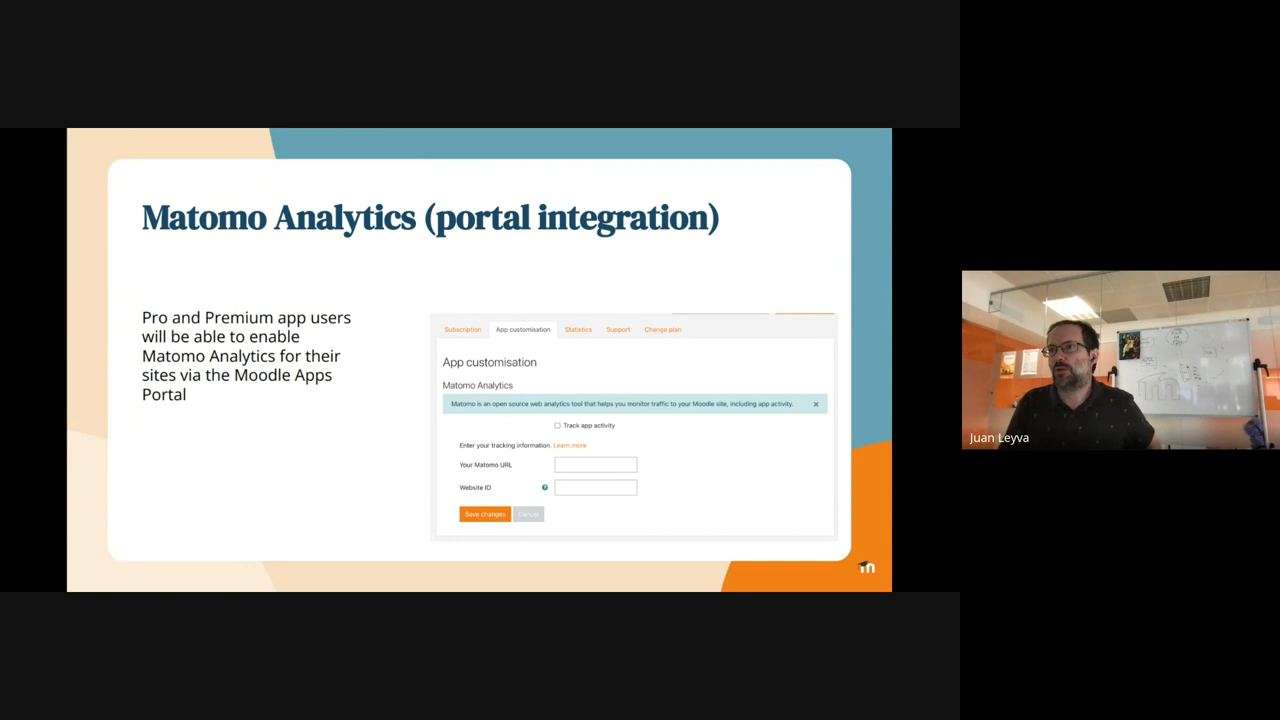 Matomo Analytics (portal integration)
Pro and Premium app users
will be able to enable
Matomo Analytics for their
sites via the Moodle Apps
Portal
Subscription App customisation Statistics Support Change plan
App customisation
Matomo Analytics
Matomo is an open source web analytics tool that helps you monitor traffic to your Moodle site, including app activity. ×
Track app activity
Enter your tracking information. Learn more
Your Matomo URL
Website ID ?
Save changes Cancel
m
Juan Leyva